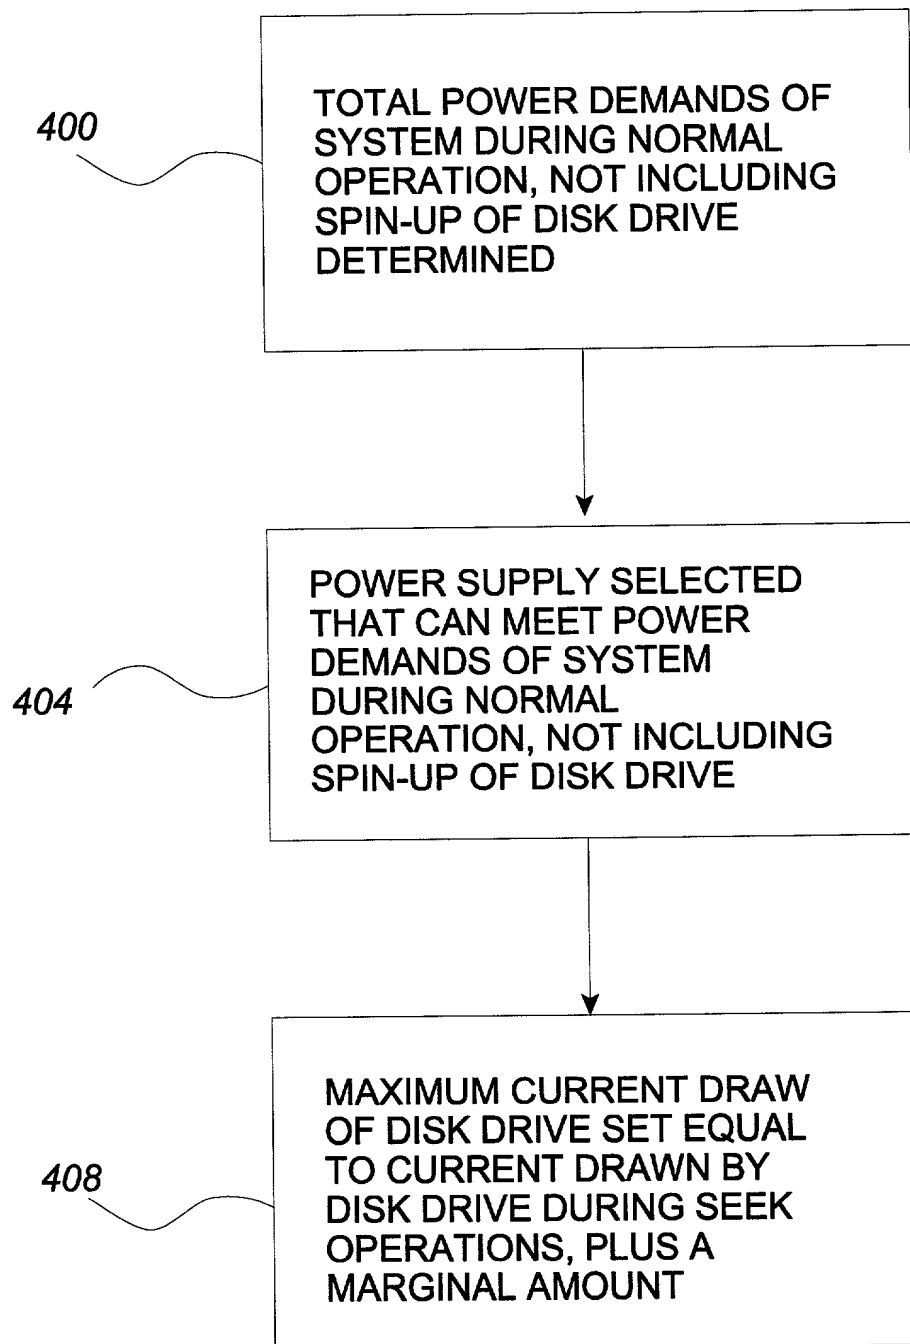 400
TOTAL POWER DEMANDS OF
SYSTEM DURING NORMAL
OPERATION, NOT INCLUDING
SPIN-UP OF DISK DRIVE
DETERMINED
404
POWER SUPPLY SELECTED
THAT CAN MEET POWER
DEMANDS OF SYSTEM
DURING NORMAL
OPERATION, NOT INCLUDING
SPIN-UP OF DISK DRIVE
408
MAXIMUM CURRENT DRAW
OF DISK DRIVE SET EQUAL
TO CURRENT DRAWN BY
DISK DRIVE DURING SEEK
OPERATIONS, PLUS A
MARGINAL AMOUNT